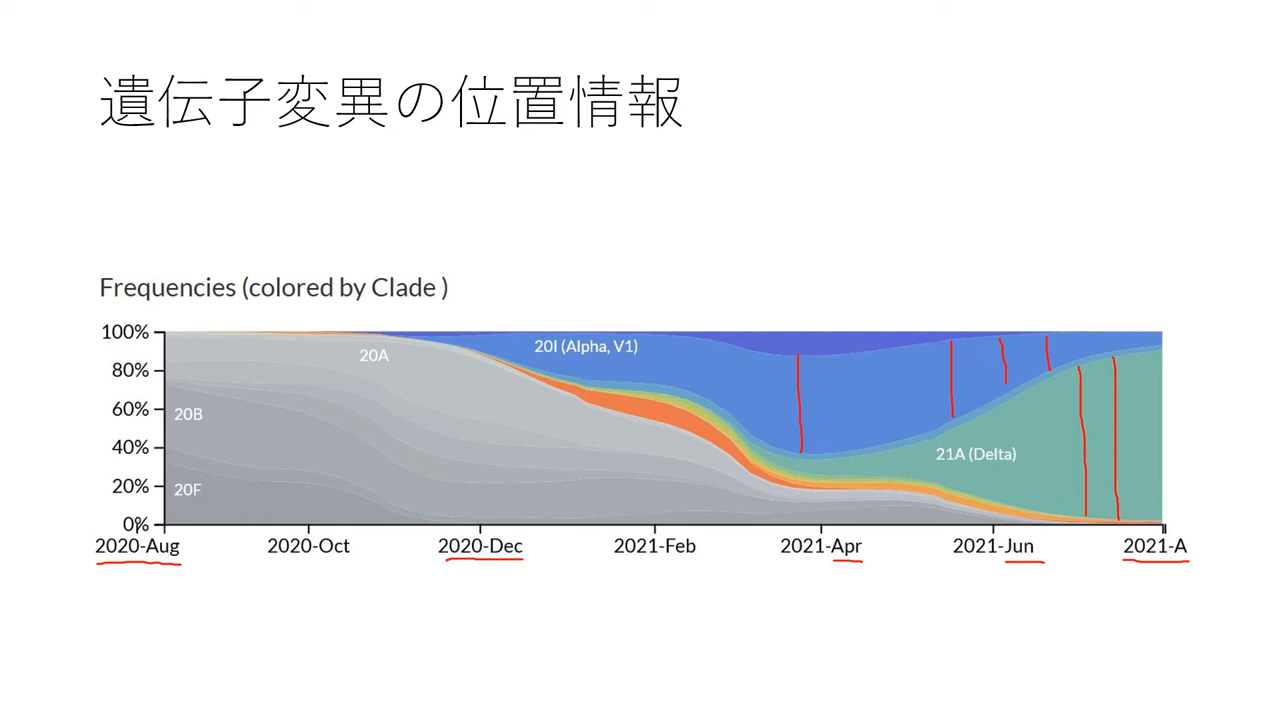 遺伝子変異の位置情報
Frequencies (colored by Clade )
100%
80%
60%
40%
20%
0%
20I (Alpha, V1)
20A
20B
21A (Delta)
20F
2020-Aug 2020-Oct 2020-Dec 2021-Feb 2021-Apr 2021-Jun 2021-A